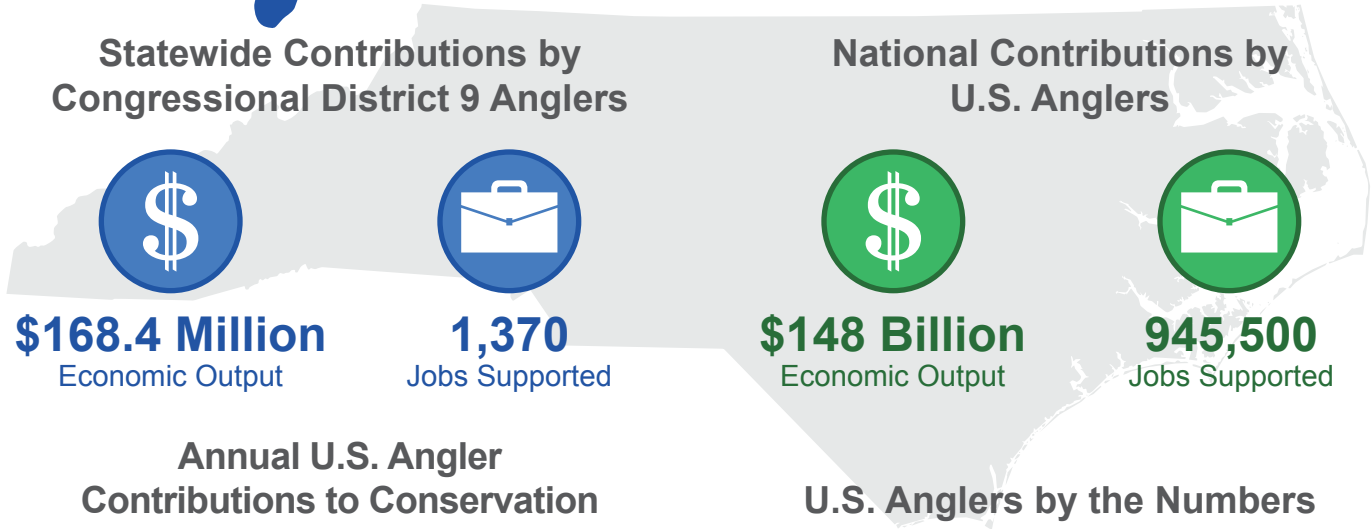 Statewide Contributions by
Congressional District 9 Anglers
$168.4 Million
Economic Output
1,370
Jobs Supported
National Contributions by
U.S. Anglers
$148 Billion
Economic Output
945,500
Jobs Supported
Annual U.S. Angler
Contributions to Conservation
U.S. Anglers by the Numbers